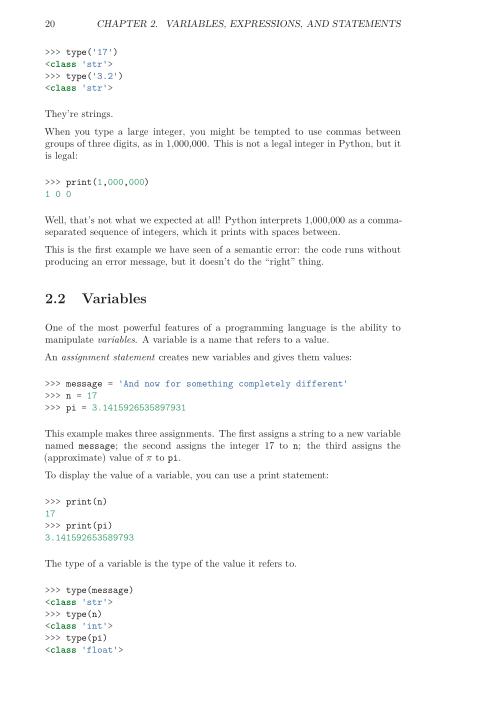 20 CHAPTER 2. VARIABLES, EXPRESSIONS, AND STATEMENTS
>>> type('17')
<class 'str'>
>>> type('3.2')
<class 'str'>
They're strings.
When you type a large integer, you might be tempted to use commas between
groups of three digits, as in 1,000,000. This is not a legal integer in Python, but it
is legal:
>>> print(1,000,000)
1 0 0
Well, that's not what we expected at all! Python interprets 1,000,000 as a comma-
separated sequence of integers, which it prints with spaces between.
This is the first example we have seen of a semantic error: the code runs without
producing an error message, but it doesn't do the “right” thing.
2.2 Variables
One of the most powerful features of a programming language is the ability to
manipulate variables. A variable is a name that refers to a value.
An assignment statement creates new variables and gives them values:
>>> message = 'And now for something completely different'
>>> n = 17
>>> pi = 3.1415926535897931
This example makes three assignments. The first assigns a string to a new variable
named message; the second assigns the integer 17 to n; the third assigns the
(approximate) value of π to pi.
To display the value of a variable, you can use a print statement:
>>> print(n)
17
>>> print(pi)
3.141592653589793
The type of a variable is the type of the value it refers to.
>>> type(message)
<class 'str'>
>>> type(n)
<class 'int'>
>>> type(pi)
<class 'float'>